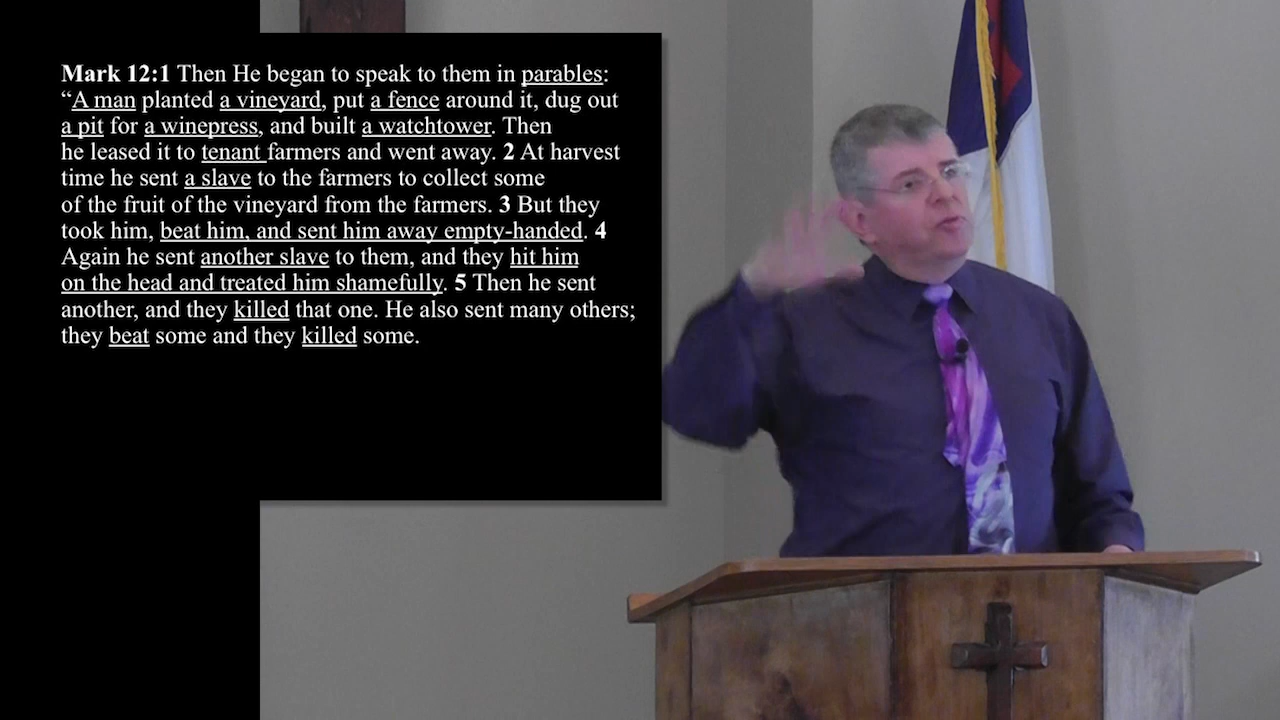 Mark 12:1 Then He began to speak to them in parables:
“A man planted a vineyard, put a fence around it, dug out
a pit for a winepress, and built a watchtower. Then
he leased it to tenant farmers and went away. 2 At harvest
time he sent a slave to the farmers to collect some
of the fruit of the vineyard from the farmers. 3 But they
took him, beat him, and sent him away empty-handed. 4
Again he sent another slave to them, and they hit him
on the head and treated him shamefully. 5 Then he sent
another, and they killed that one. He also sent many others;
they beat some and they killed some.